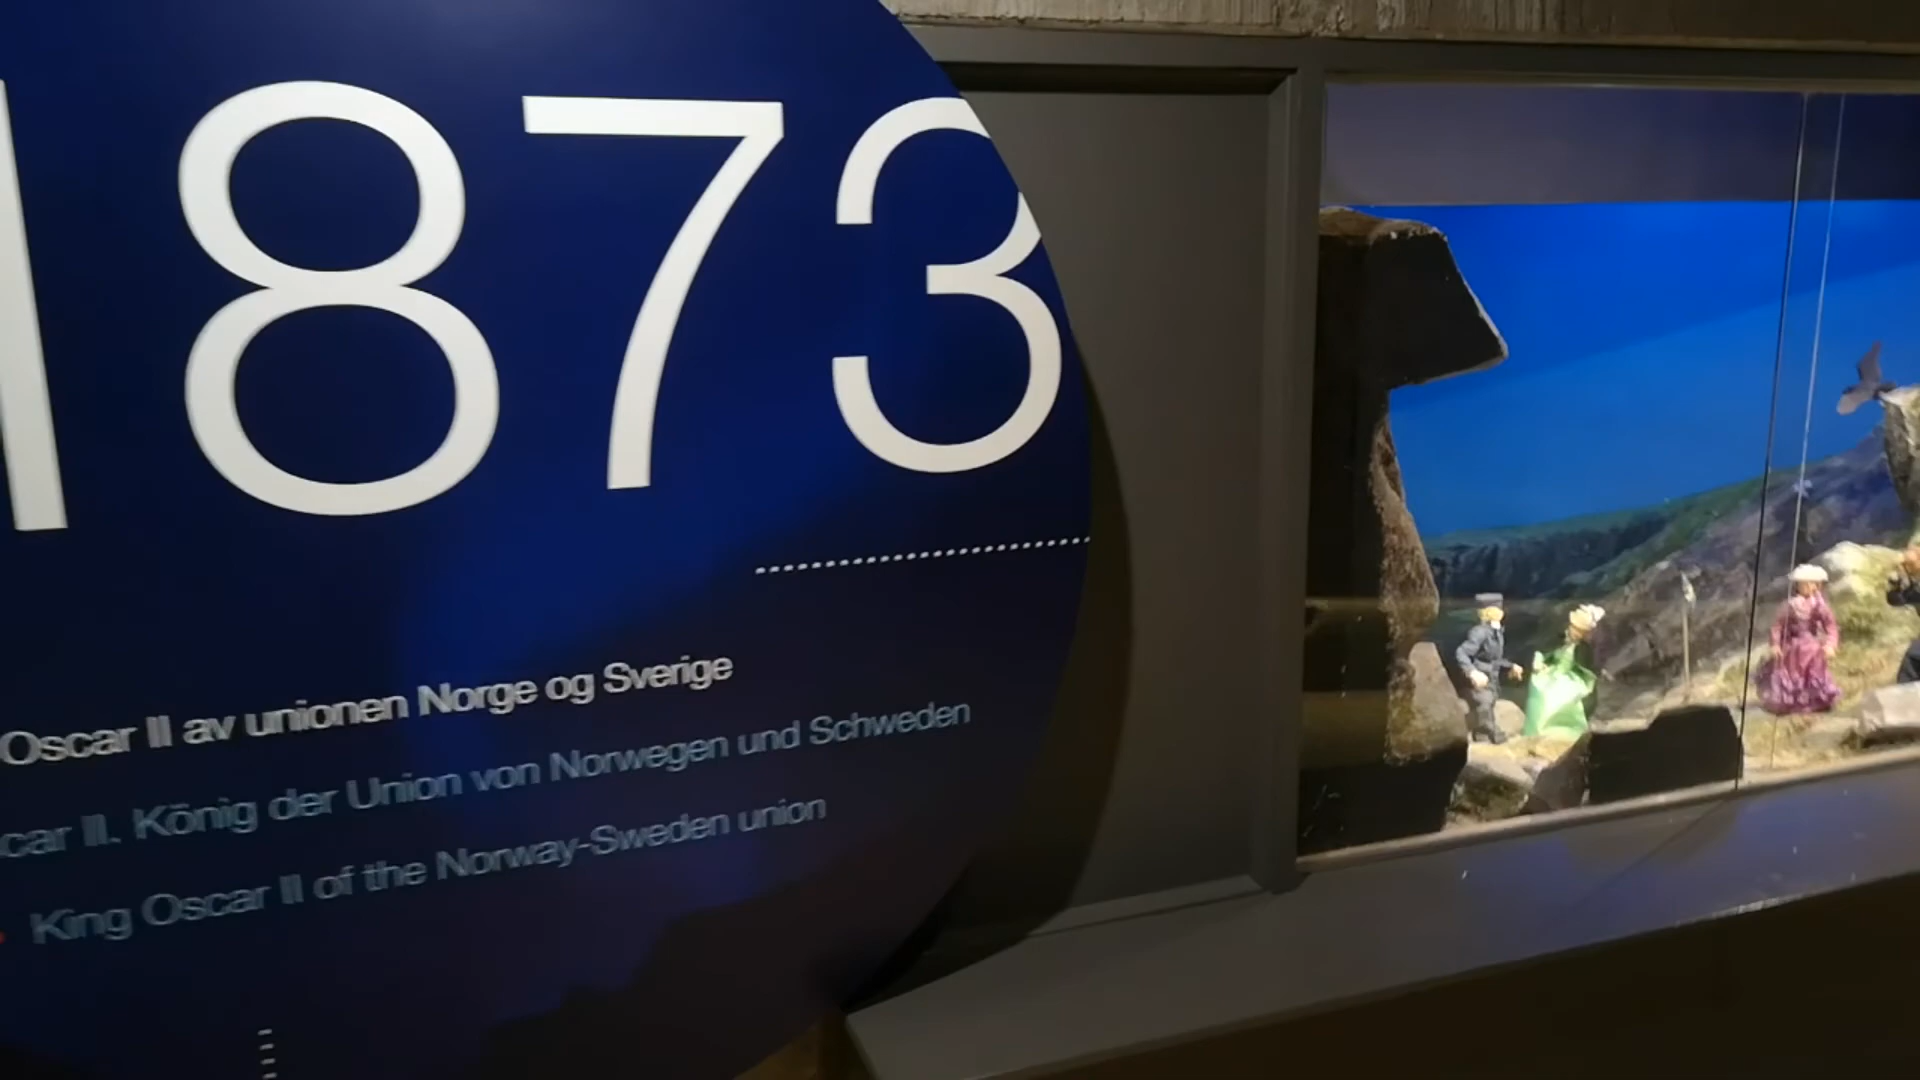 1873
Oscar II av unionen Norge og Sverige
car II. König der Union von Norwegen und Schweden
King Oscar II of the Norway-Sweden union